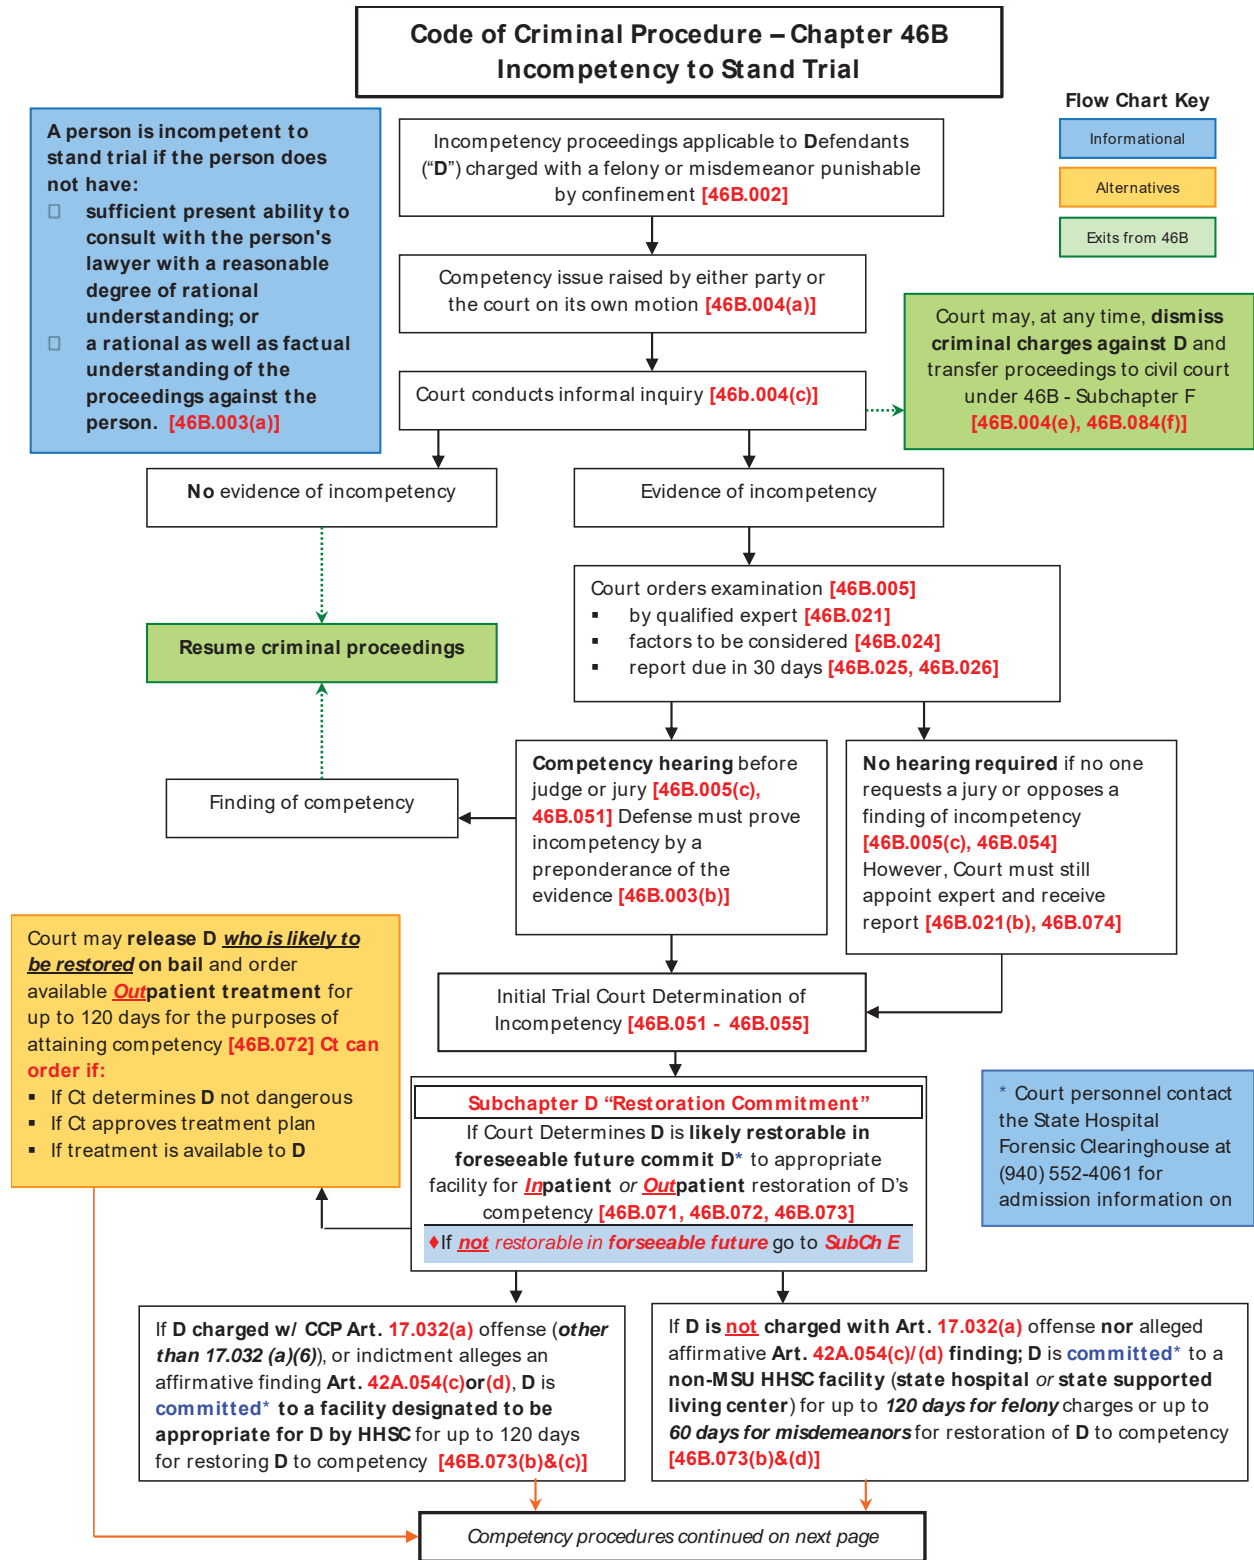 Code of Criminal Procedure – Chapter 46B
Incompetency to Stand Trial
Flow Chart Key
Informational
Alternatives
Exits from 46B
A person is incompetent to
stand trial if the person does
not have:
sufficient present ability to
consult with the person's
lawyer with a reasonable
degree of rational
understanding; or
a rational as well as factual
understanding of the
proceedings against the
person. [46B.003(a)]
Incompetency proceedings applicable to Defendants
("D") charged with a felony or misdemeanor punishable
by confinement [46B.002]
Competency issue raised by either party or
the court on its own motion [46B.004(a)]
Court conducts informal inquiry [46b.004(c)]
Court may, at any time, dismiss
criminal charges against D and
transfer proceedings to civil court
under 46B - Subchapter F
[46B.004(e), 46B.084(f)]
No evidence of incompetency
Evidence of incompetency
Court orders examination [46B.005]
▪ by qualified expert [46B.021]
▪ factors to be considered [46B.024]
▪ report due in 30 days [46B.025, 46B.026]
Resume criminal proceedings
Finding of competency
Competency hearing before
judge or jury [46B.005(c),
46B.051] Defense must prove
incompetency by a
preponderance of the
evidence [46B.003(b)]
No hearing required if no one
requests a jury or opposes a
finding of incompetency
[46B.005(c), 46B.054]
However, Court must still
appoint expert and receive
report [46B.021(b), 46B.074]
Court may release D who is likely to
be restored on bail and order
available Outpatient treatment for
up to 120 days for the purposes of
attaining competency [46B.072] Ct can
order if:
▪ If Ct determines D not dangerous
▪ If Ct approves treatment plan
▪ If treatment is available to D
Initial Trial Court Determination of
Incompetency [46B.051 - 46B.055]
Subchapter D "Restoration Commitment"
If Court Determines D is likely restorable in
foreseeable future commit D* to appropriate
facility for Inpatient or Outpatient restoration of D's
competency [46B.071, 46B.072, 46B.073]
♦If not restorable in forseeable future go to SubCh E
* Court personnel contact
the State Hospital
Forensic Clearinghouse at
(940) 552-4061 for
admission information on
If D charged w/ CCP Art. 17.032(a) offense (other
than 17.032 (a)(6)), or indictment alleges an
affirmative finding Art. 42A.054(c)or(d), D is
committed* to a facility designated to be
appropriate for D by HHSC for up to 120 days
for restoring D to competency [46B.073(b)&(c)]
If D is not charged with Art. 17.032(a) offense nor alleged
affirmative Art. 42A.054(c)/(d) finding; D is committed* to a
non-MSU HHSC facility (state hospital or state supported
living center) for up to 120 days for felony charges or up to
60 days for misdemeanors for restoration of D to competency
[46B.073(b)&(d)]
Competency procedures continued on next page